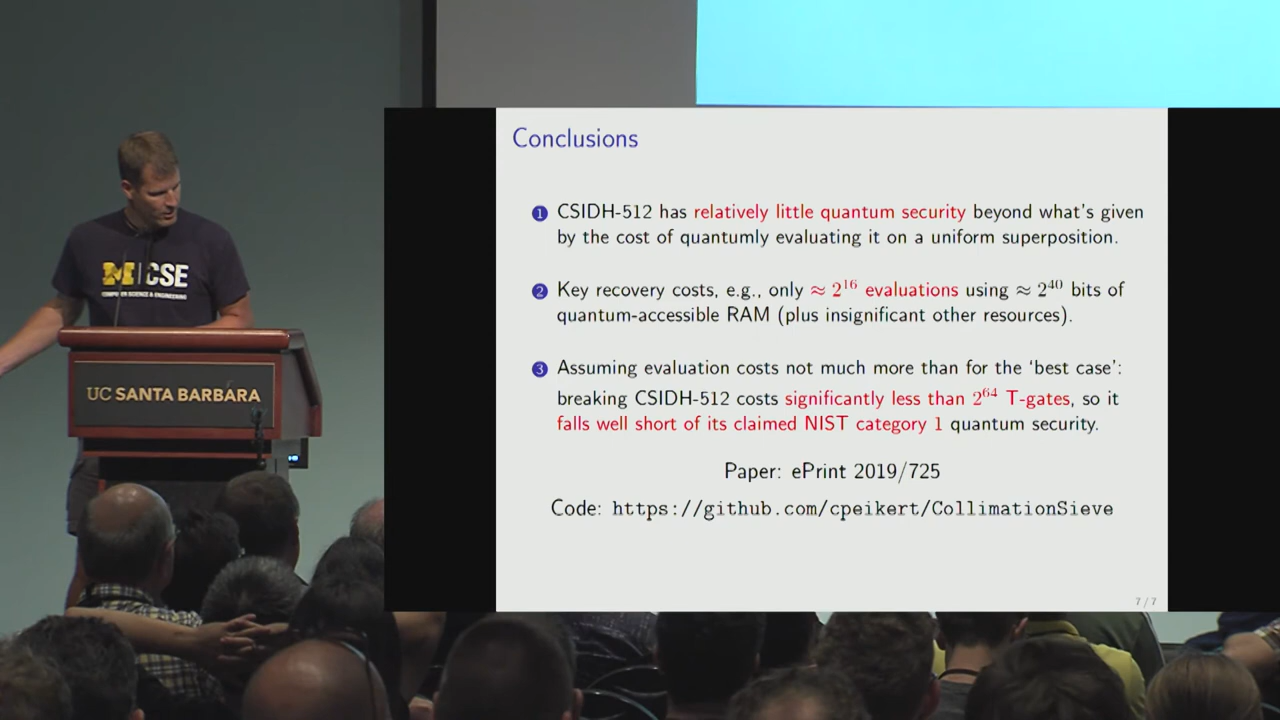 Conclusions
1 CSIDH-512 has relatively little quantum security beyond what's given
by the cost of quantumly evaluating it on a uniform superposition.
2 Key recovery costs, e.g., only ≈ 2^16 evaluations using ≈ 2^40 bits of
quantum-accessible RAM (plus insignificant other resources).
3 Assuming evaluation costs not much more than for the 'best case':
breaking CSIDH-512 costs significantly less than 2^64 T-gates, so it
falls well short of its claimed NIST category 1 quantum security.
Paper: ePrint 2019/725
Code: https://github.com/cpeikert/CollimationSieve
7/7
M|CSE
COMPUTER SCIENCE & ENGINEERING
UC SANTA BARBARA